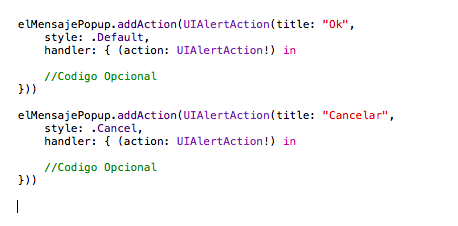 elMensajePopup.addAction(UIAlertAction(title: "Ok",
    style: .Default,
    handler: { (action: UIAlertAction!) in
    //Codigo Opcional
}))
elMensajePopup.addAction(UIAlertAction(title: "Cancelar",
    style: .Cancel,
    handler: { (action: UIAlertAction!) in
    //Codigo Opcional
}))